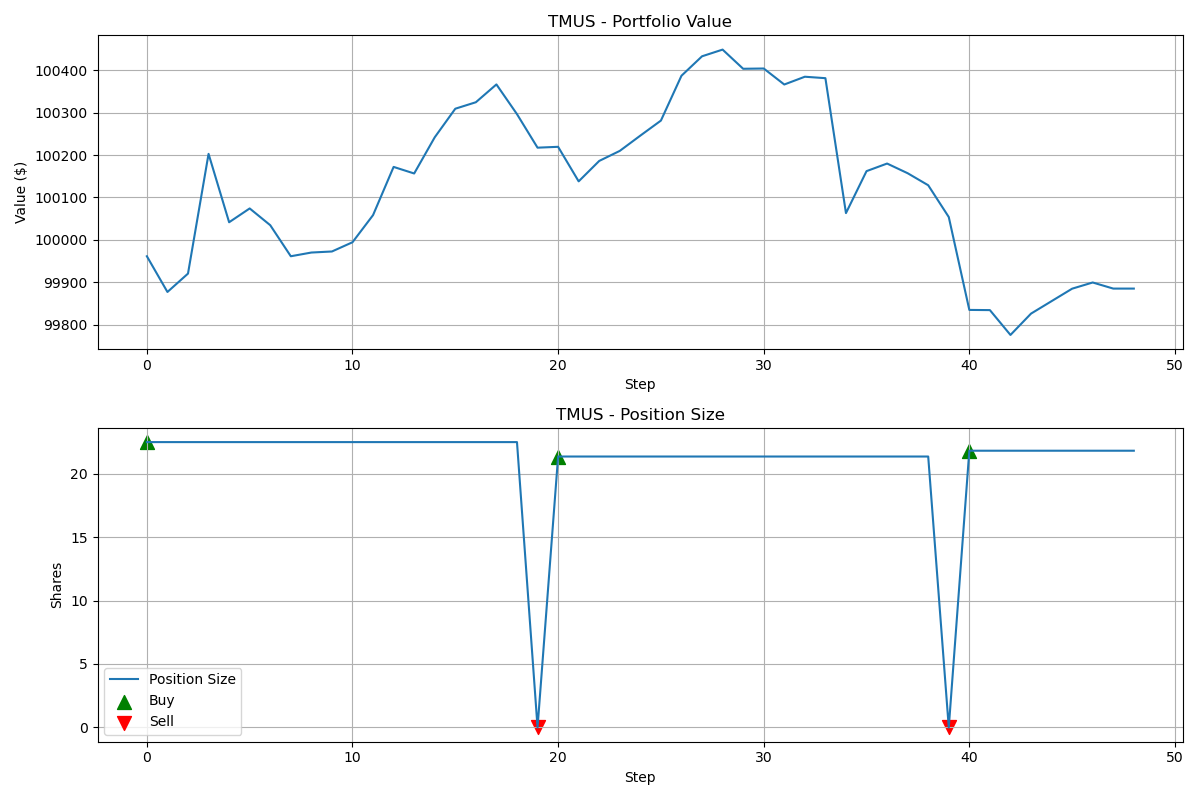 TMUS - Portfolio Value
Value ($)
100400
100300
100200
100100
100000
99900
99800
0 10 20 30 40 50
Step
TMUS - Position Size
Shares
20
15
10
5
0
Position Size
Buy
Sell
0 10 20 30 40 50
Step